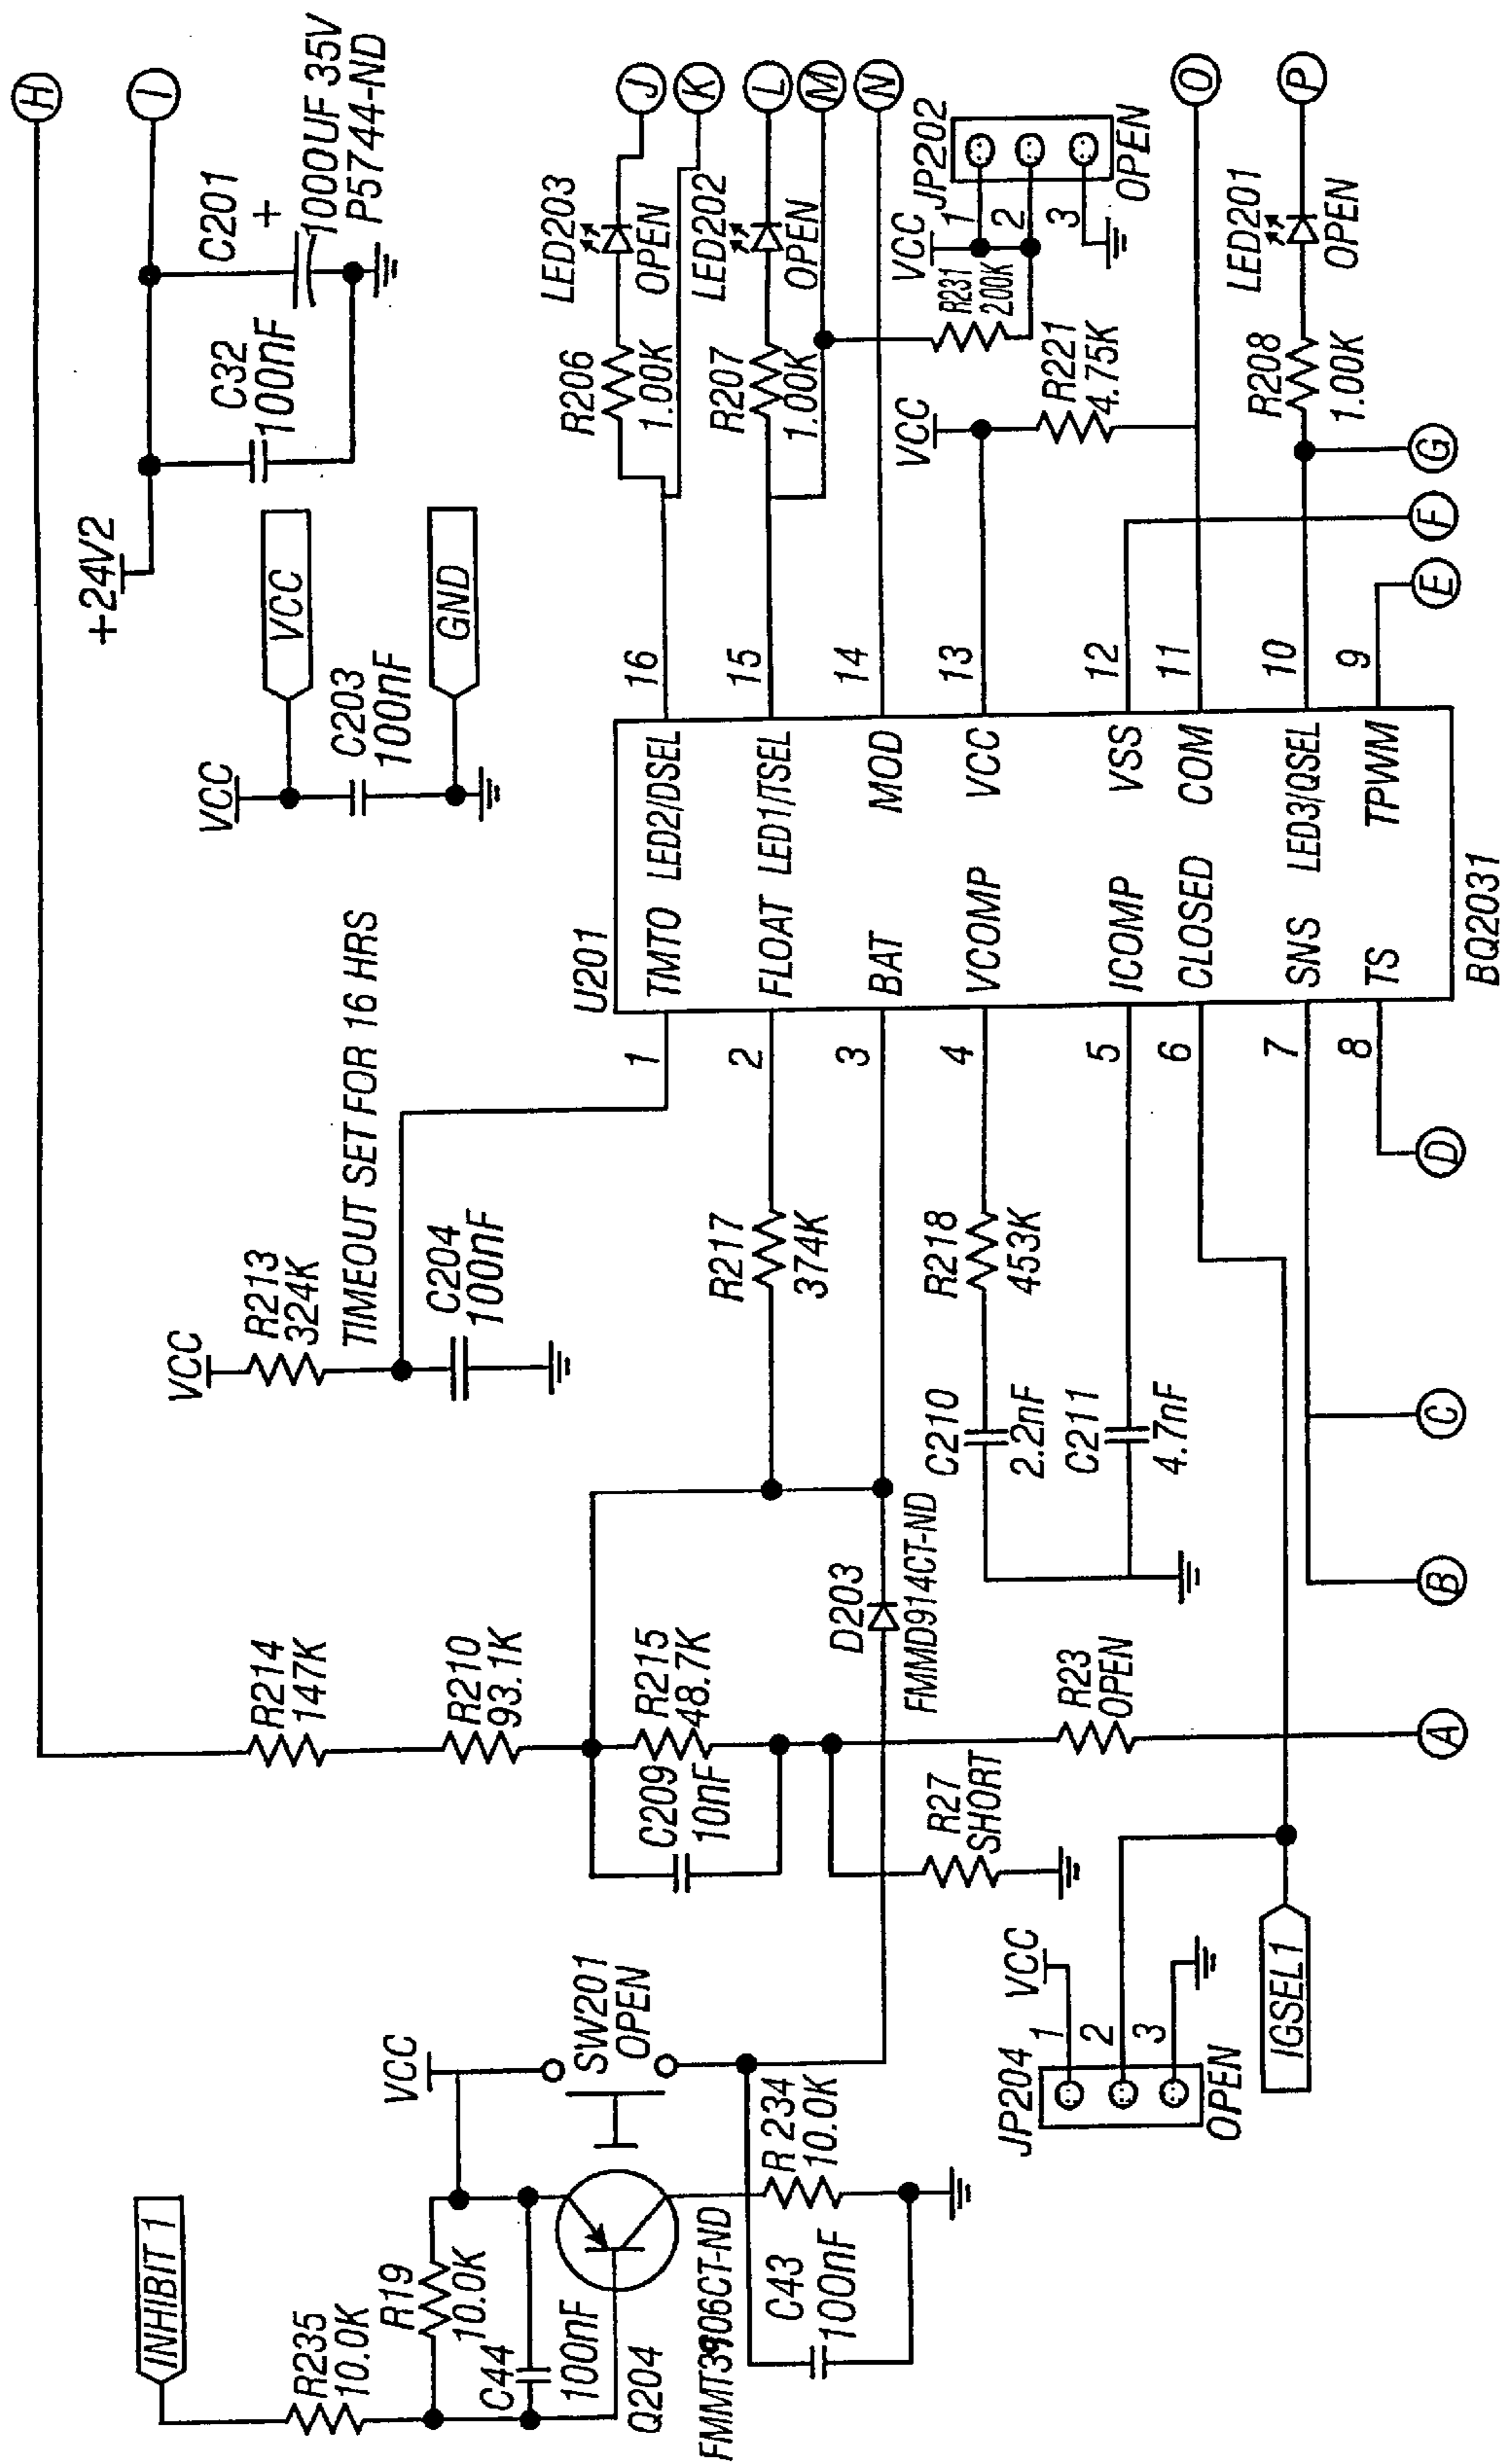 H
I
+24V2
C32
100nF
C201
+
1000UF 35V
P5744-ND
VCC
VCC
C203
100nF
GND
VCC
R213
324K
TIMEOUT SET FOR 16 HRS
C204
100nF
R214
147K
R210
93.1K
R215
48.7K
C209
10nF
R27
SHORT
R23
OPEN
A
INHIBIT 1
R235
10.0K
R19
10.0K
C44
100nF
Q204
FMMT3906CT-ND
VCC
SW201
OPEN
R 234
10.0K
C43
100nF
D203
FMMD914CT-ND
R217
374K
R218
453K
C210
2.2nF
C211
4.7nF
JP204
1
2
3
VCC
OPEN
IGSEL1
B
C
D
U201
1
TMTO
LED2/DSEL
16
2
FLOAT
LED1/TSEL
15
3
BAT
MOD
14
4
VCOMP
VCC
13
5
ICOMP
VSS
12
6
CLOSED
COM
11
7
SNS
LED3/QSEL
10
8
TS
TPWM
9
BQ2031
R206
1.00K
LED203
OPEN
J
K
R207
1.00K
LED202
OPEN
L
M
N
VCC
R231
200K
JP202
1
2
3
OPEN
VCC
R221
4.75K
O
R208
1.00K
LED201
OPEN
P
E
F
G